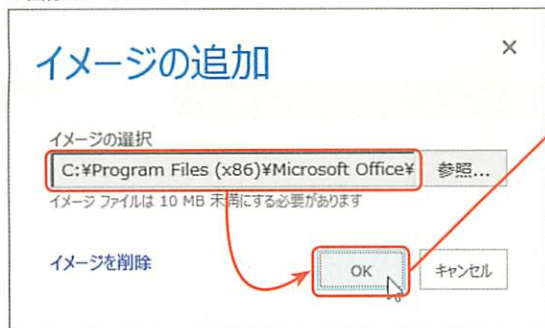 イメージの追加
イメージの選択
C:¥Program Files (x86)¥Microsoft Office¥ 参照...
イメージ ファイルは 10 MB 未満にする必要があります
イメージを削除 OK キャンセル